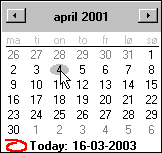 april 2001
ma ti on to fr lø sø
26 27 28 29 30 31 1
2 3 4 5 6 7 8
9 10 11 12 13 14 15
16 17 18 19 20 21 22
23 24 25 26 27 28 29
30 1 2 3 4 5 6
Today: 16-03-2003